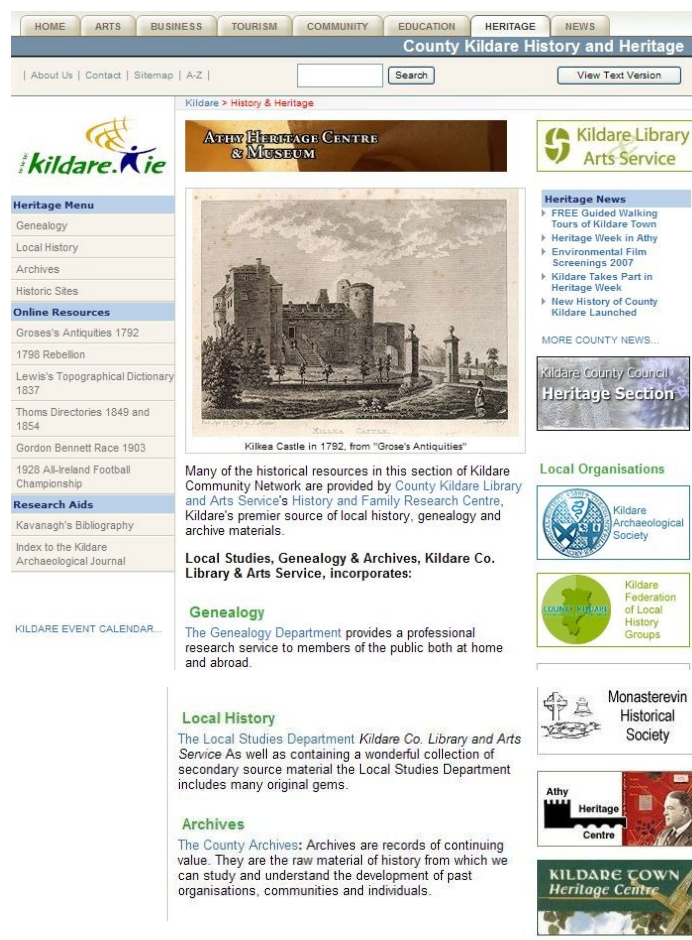 HOME ARTS BUSINESS TOURISM COMMUNITY EDUCATION HERITAGE NEWS
County Kildare History and Heritage
| About Us | Contact | Sitemap | A-Z |
Search
View Text Version
www.kildare.ie
Heritage Menu
Genealogy
Local History
Archives
Historic Sites
Online Resources
Groses's Antiquities 1792
1798 Rebellion
Lewis's Topographical Dictionary
1837
Thoms Directories 1849 and
1854
Gordon Bennett Race 1903
1928 All-Ireland Football
Championship
Research Aids
Kavanagh's Bibliography
Index to the Kildare
Archaeological Journal
KILDARE EVENT CALENDAR...
Kildare > History & Heritage
ATHY HERITAGE CENTRE
& MUSEUM
KILKEA CASTLE.
Kilkea Castle in 1792, from "Grose's Antiquities"
Many of the historical resources in this section of Kildare
Community Network are provided by County Kildare Library
and Arts Service's History and Family Research Centre,
Kildare's premier source of local history, genealogy and
archive materials.
Local Studies, Genealogy & Archives, Kildare Co.
Library & Arts Service, incorporates:
Genealogy
The Genealogy Department provides a professional
research service to members of the public both at home
and abroad.
Local History
The Local Studies Department Kildare Co. Library and Arts
Service As well as containing a wonderful collection of
secondary source material the Local Studies Department
includes many original gems.
Archives
The County Archives: Archives are records of continuing
value. They are the raw material of history from which we
can study and understand the development of past
organisations, communities and individuals.
Kildare Library
&
Arts Service
Heritage News
FREE Guided Walking
Tours of Kildare Town
Heritage Week in Athy
Environmental Film
Screenings 2007
Kildare Takes Part in
Heritage Week
New History of County
Kildare Launched
MORE COUNTY NEWS...
Kildare County Council
Heritage Section
Local Organisations
Kildare
Archaeological
Society
COUNTY KILDARE
Kildare
Federation
of Local
History
Groups
Monasterevin
Historical
Society
Athy
Heritage
Centre
KILDARE TOWN
Heritage Centre